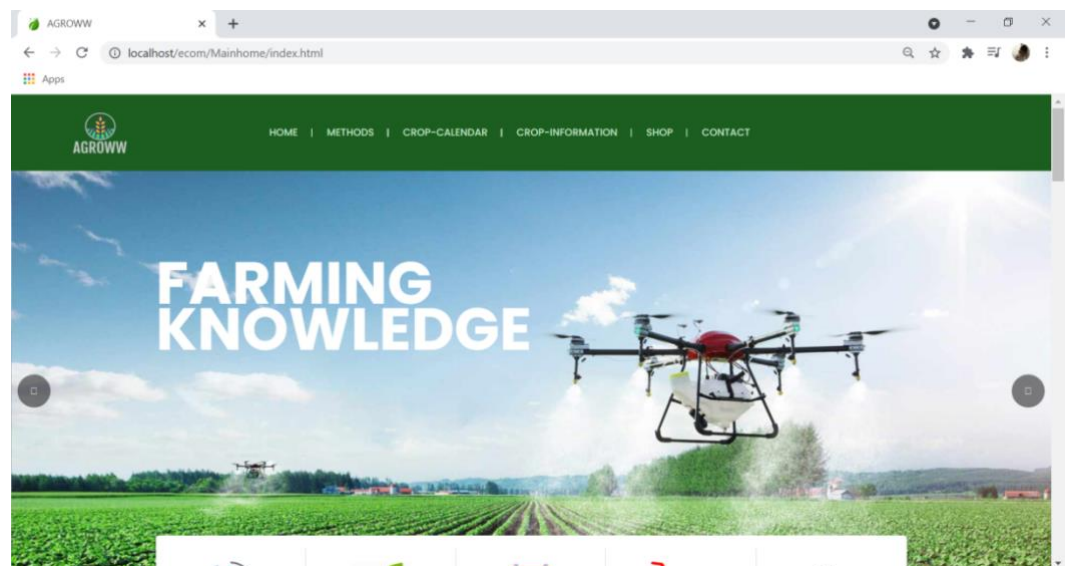 AGROWW
localhost/ecom/Mainhome/index.html
Apps
AGROWW
HOME | METHODS | CROP-CALENDAR | CROP-INFORMATION | SHOP | CONTACT
FARMING
KNOWLEDGE